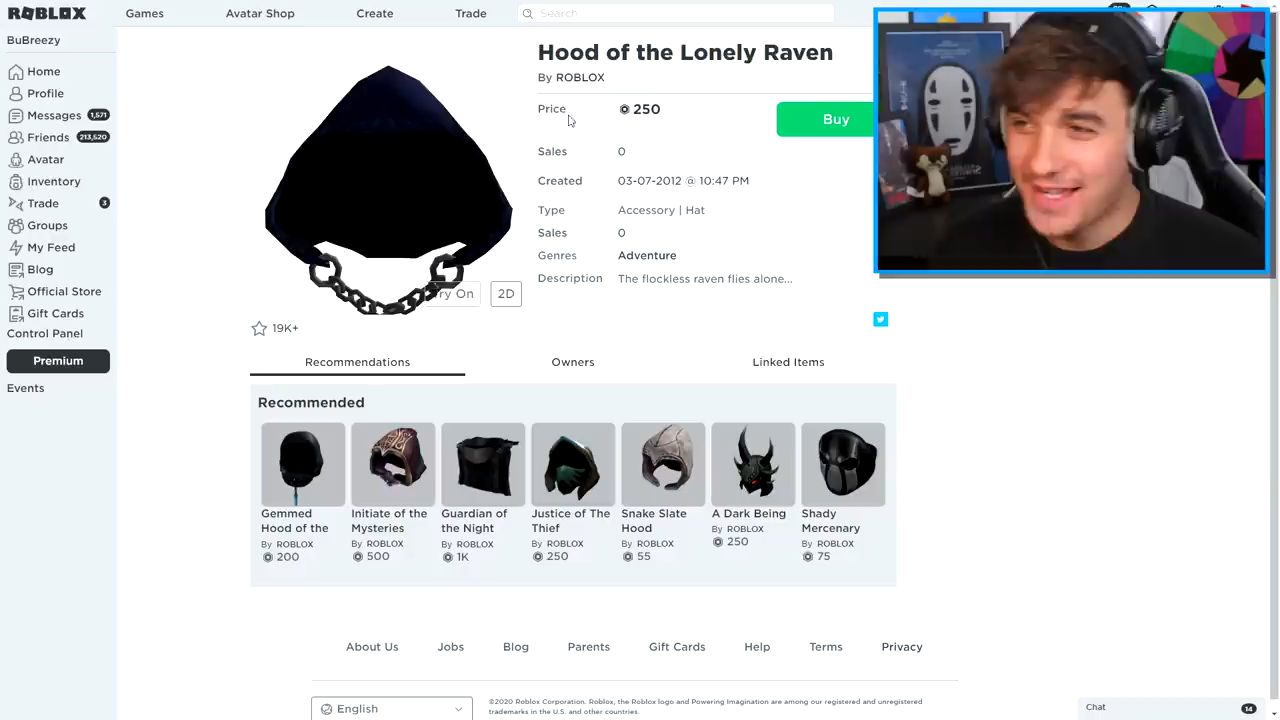 ROBLOX
Games
Avatar Shop
Create
Trade
Search
BuBreezy
Home
Profile
Messages 1,571
Friends 213,520
Avatar
Inventory
Trade 3
Groups
My Feed
Blog
Official Store
Gift Cards
Control Panel
Premium
Events
Hood of the Lonely Raven
By ROBLOX
Price 250
Buy
Sales 0
Created 03-07-2012 @ 10:47 PM
Type Accessory | Hat
Sales 0
Genres Adventure
Description The flockless raven flies alone...
Try On
2D
19K+
Recommendations
Owners
Linked Items
Recommended
Gemmed
Hood of the
By ROBLOX
200
Initiate of the
Mysteries
By ROBLOX
500
Guardian of
the Night
By ROBLOX
1K
Justice of The
Thief
By ROBLOX
250
Snake Slate
Hood
By ROBLOX
55
A Dark Being
By ROBLOX
250
Shady
Mercenary
By ROBLOX
75
About Us
Jobs
Blog
Parents
Gift Cards
Help
Terms
Privacy
English
©2020 Roblox Corporation. Roblox, the Roblox logo and Powering Imagination are among our registered and unregistered
trademarks in the U.S. and other countries.
Chat 14